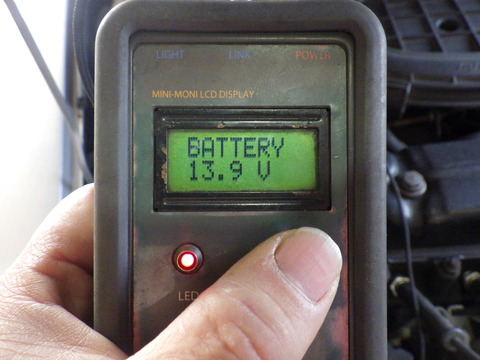 LIGHT LINK POWER
MINI-MONI LCD DISPLAY
BATTERY
13.9 V
LED